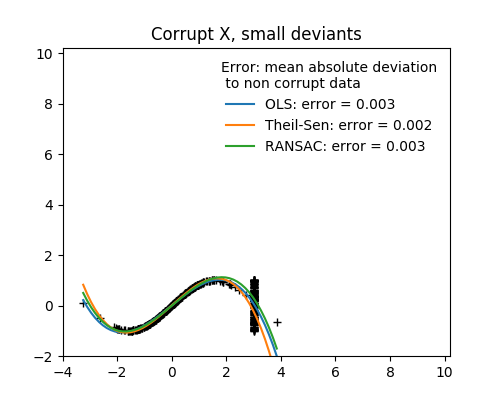 Corrupt X, small deviants
Error: mean absolute deviation
to non corrupt data
OLS: error = 0.003
Theil-Sen: error = 0.002
RANSAC: error = 0.003
10
8
6
4
2
0
−2
−4 −2 0 2 4 6 8 10